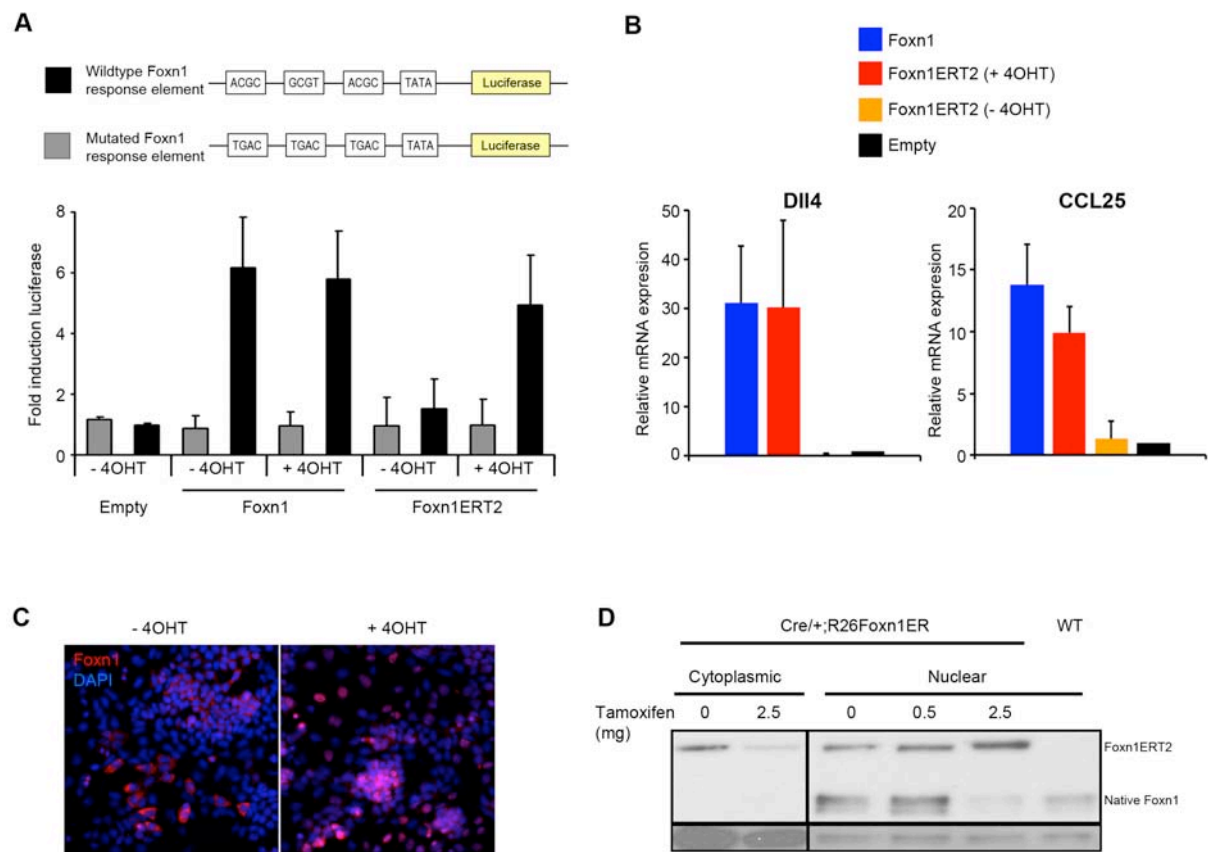 A
Wildtype Foxn1
response element
ACGC GCGT ACGC TATA Luciferase
Mutated Foxn1
response element
TGAC TGAC TGAC TATA Luciferase
Fold induction luciferase
8
6
4
2
0
- 4OHT - 4OHT + 4OHT - 4OHT + 4OHT
Empty Foxn1 Foxn1ERT2
B
Foxn1
Foxn1ERT2 (+ 4OHT)
Foxn1ERT2 (- 4OHT)
Empty
Dll4
Relative mRNA expresion
50
40
30
20
10
0
CCL25
Relative mRNA expresion
20
15
10
5
0
C
- 4OHT + 4OHT
Foxn1
DAPI
D
Cre/+;R26Foxn1ER WT
Cytoplasmic Nuclear
Tamoxifen 0 2.5 0 0.5 2.5
(mg)
Foxn1ERT2
Native Foxn1